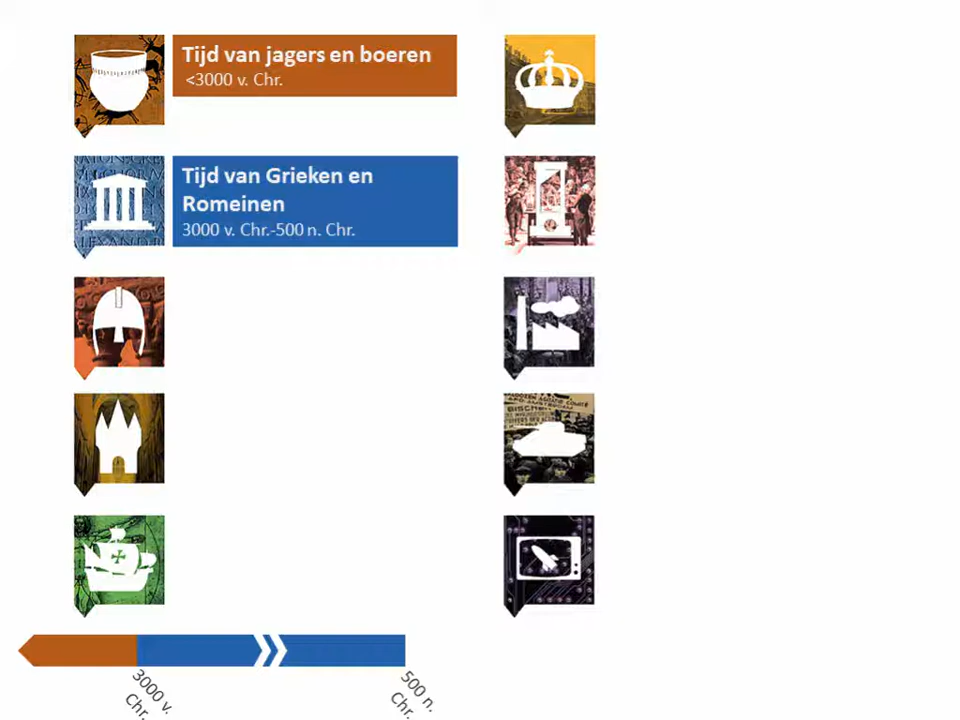 Tijd van jagers en boeren
<3000 v. Chr.
Tijd van Grieken en
Romeinen
3000 v. Chr.-500 n. Chr.
BISCH
3000 v.
Chr.
500 n.
Chr.